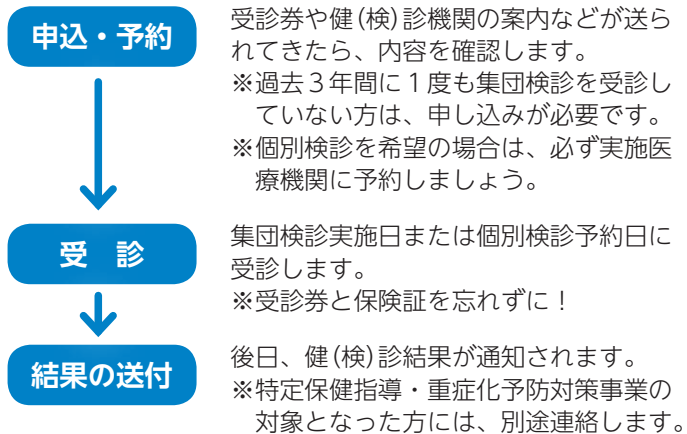 申込・予約
受診券や健(検)診機関の案内などが送ら
れてきたら、内容を確認します。
※過去３年間に１度も集団検診を受診し
ていない方は、申し込みが必要です。
※個別検診を希望の場合は、必ず実施医
療機関に予約しましょう。
受　診
集団検診実施日または個別検診予約日に
受診します。
※受診券と保険証を忘れずに！
結果の送付
後日、健(検)診結果が通知されます。
※特定保健指導・重症化予防対策事業の
対象となった方には、別途連絡します。